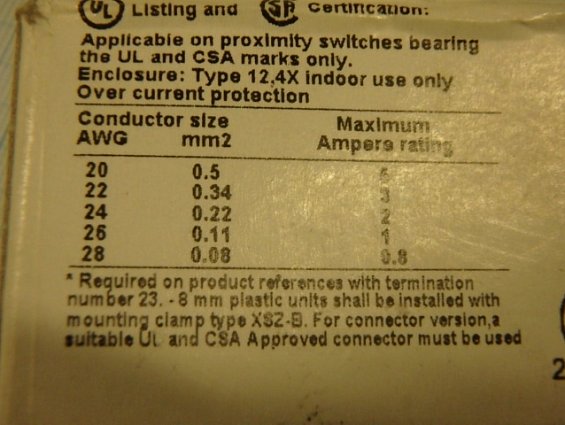 UL Listing and SP Certification:
Applicable on proximity switches bearing
the UL and CSA marks only.
Enclosure: Type 12,4X indoor use only
Over current protection
Conductor size Maximum
AWG mm2 Ampere rating
20 0.5 5
22 0.34 3
24 0.22 2
26 0.11 1
28 0.08 0.8
* Required on product references with termination
number 23. - 8 mm plastic units shall be installed with
mounting clamp type XSZ-B. For connector version,a
suitable UL and CSA Approved connector must be used
2